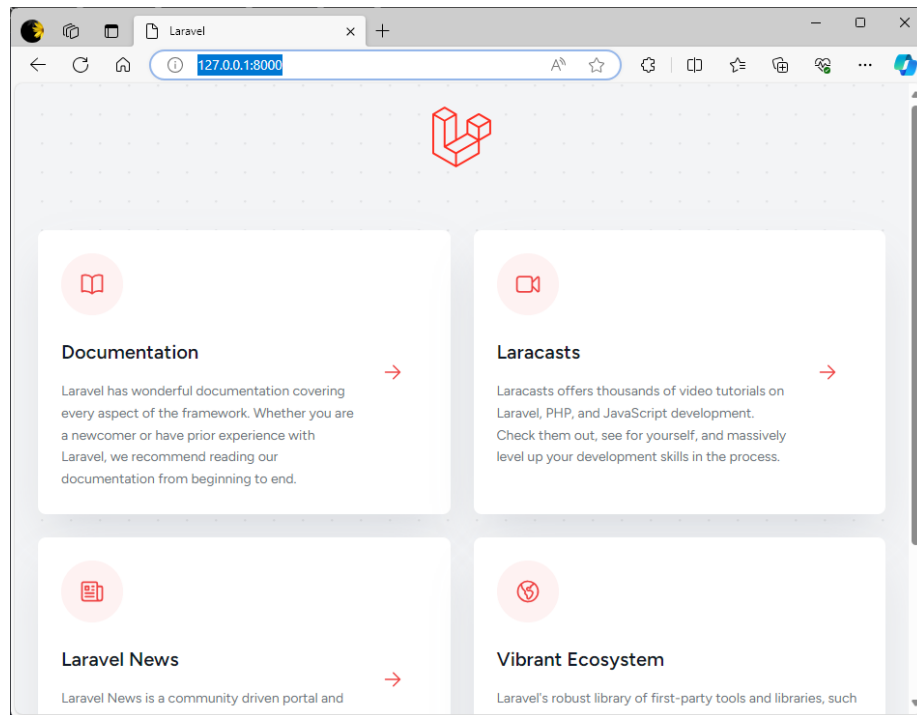 Laravel
127.0.0.1:8000
Documentation
Laravel has wonderful documentation covering
every aspect of the framework. Whether you are
a newcomer or have prior experience with
Laravel, we recommend reading our
documentation from beginning to end.
Laracasts
Laracasts offers thousands of video tutorials on
Laravel, PHP, and JavaScript development.
Check them out, see for yourself, and massively
level up your development skills in the process.
Laravel News
Laravel News is a community driven portal and
Vibrant Ecosystem
Laravel's robust library of first-party tools and libraries, such